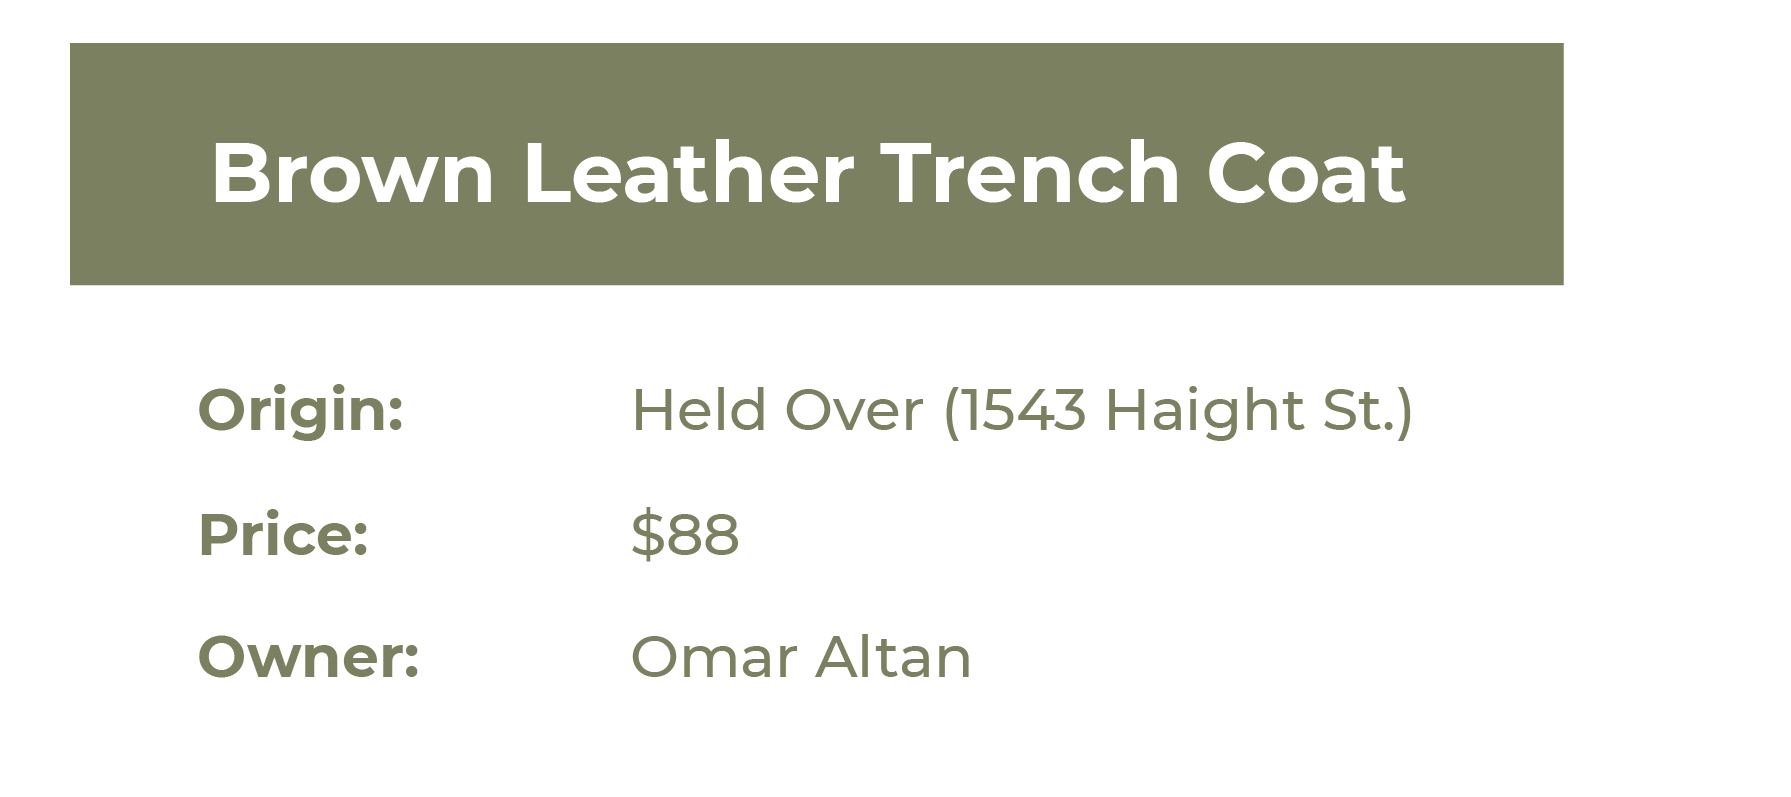 Brown Leather Trench Coat
Origin: Held Over (1543 Haight St.)
Price: $88
Owner: Omar Altan